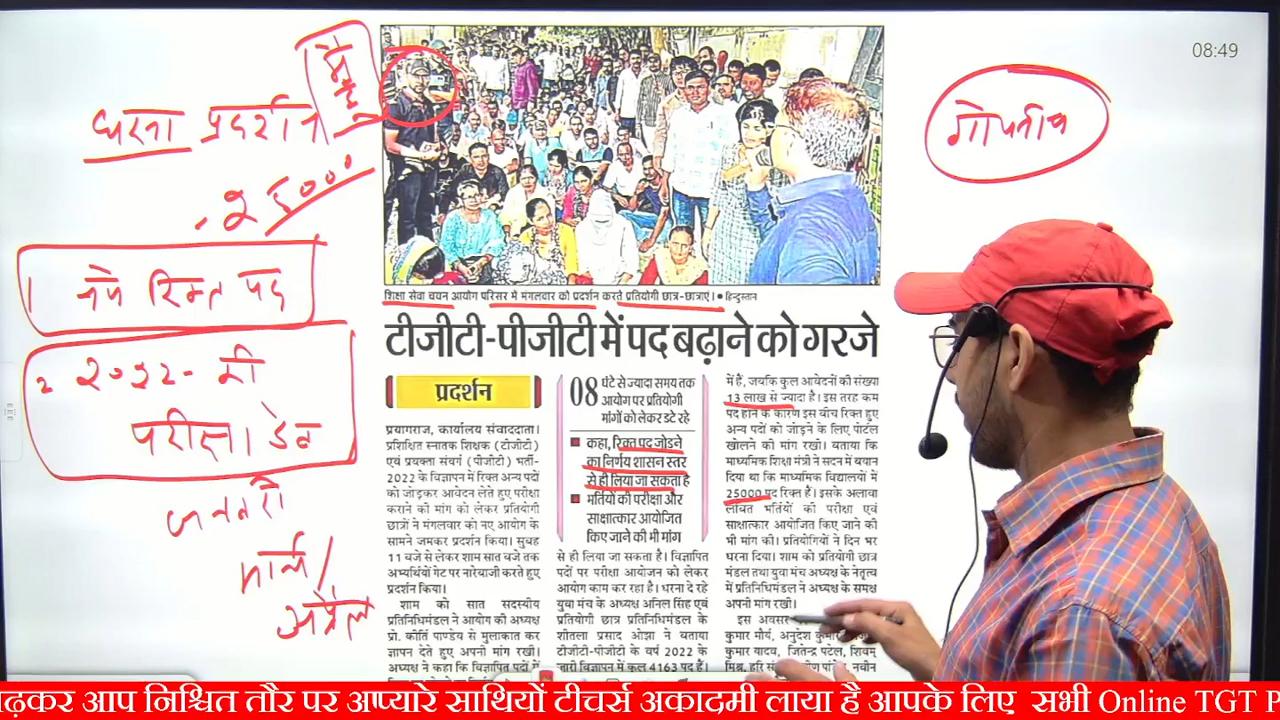 08:49
धरना प्रदर्शन
मैहर
२५०००
गोपनीय
1 नये रिक्त पद
2 २०२२- की
परीक्षा डेट
जनवरी
मार्च/
अप्रैल
शिक्षा सेवा चयन आयोग परिसर में मंगलवार को प्रदर्शन करते प्रतियोगी छात्र-छात्राएं। • हिन्दुस्तान
टीजीटी-पीजीटी में पद बढ़ाने को गरजे
प्रदर्शन
प्रयागराज, कार्यालय संवाददाता।
प्रशिक्षित स्नातक शिक्षक (टीजीटी)
एवं प्रवक्ता संवर्ग (पीजीटी) भर्ती-
2022 के विज्ञापन में रिक्त अन्य पदों
को जोड़कर आवेदन लेते हुए परीक्षा
कराने की मांग को लेकर प्रतियोगी
छात्रों ने मंगलवार को नए आयोग के
सामने जमकर प्रदर्शन किया। सुबह
11 बजे से लेकर शाम सात बजे तक
अभ्यर्थियों गेट पर नारेबाजी करते हुए
प्रदर्शन किया।
शाम को सात सदस्यीय
प्रतिनिधिमंडल ने आयोग की अध्यक्ष
प्रो. कीर्ति पाण्डेय से मुलाकात कर
ज्ञापन देते हुए अपनी मांग रखी।
अध्यक्ष ने कहा कि विज्ञापित पदों में
08 घंटे से ज्यादा समय तक
आयोग पर प्रतियोगी
मांगों को लेकर डटे रहे
कहा, रिक्त पद जोड़ने
का निर्णय शासन स्तर
से ही लिया जा सकता है
भर्तियों की परीक्षा और
साक्षात्कार आयोजित
किए जाने की भी मांग
से ही लिया जा सकता है। विज्ञापित
पदों पर परीक्षा आयोजन को लेकर
आयोग काम कर रहा है। धरना दे रहे
युवा मंच के अध्यक्ष अनिल सिंह एवं
प्रतियोगी छात्र प्रतिनिधिमंडल के
शीतला प्रसाद ओझा ने बताया
टीजीटी-पीजीटी के वर्ष 2022 के
जारी विज्ञापन में कुल 4163 पद है।
में हैं, जबकि कुल आवेदनों की संख्या
13 लाख से ज्यादा है। इस तरह कम
पद होने के कारण इस बीच रिक्त हुए
अन्य पदों को जोड़ने के लिए पोर्टल
खोलने की मांग रखी। बताया कि
माध्यमिक शिक्षा मंत्री ने सदन में बयान
दिया था कि माध्यमिक विद्यालयों में
25000 पद रिक्त है। इसके अलावा
लंबित भर्तियों की परीक्षा एवं
साक्षात्कार आयोजित किए जाने की
भी मांग की। प्रतियोगियों ने दिन भर
धरना दिया। शाम को प्रतियोगी छात्र
मंडल तथा युवा मंच अध्यक्ष के नेतृत्व
में प्रतिनिधिमंडल ने अध्यक्ष के समक्ष
अपनी मांग रखी।
इस अवसर
कुमार मौर्य, अनुदेश कुमार
कुमार यादव, जितेन्द्र पटेल, शिवम्
मिश्र, हरि नवीन
ढ़कर आप निश्चित तौर पर अप्यारे साथियों टीचर्स अकादमी लाया है आपके लिए सभी Online TGT P